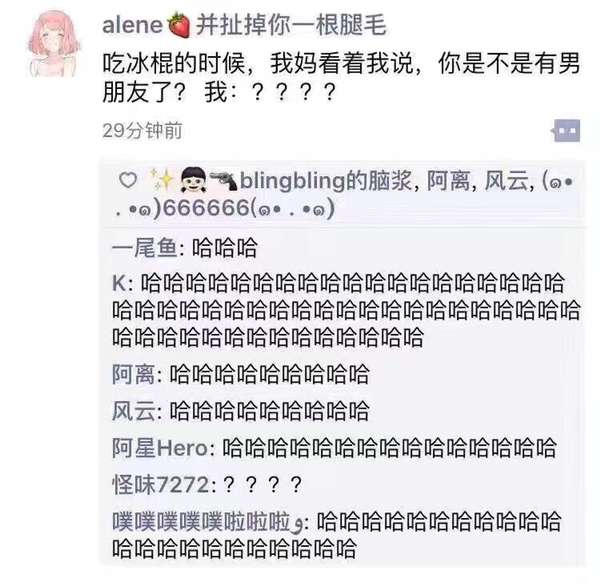 alene🍓并扯掉你一根腿毛
吃冰棍的时候，我妈看着我说，你是不是有男
朋友了？ 我：？？？？
29分钟前
♡ ✨👧🔫blingbling的脑浆, 阿离, 风云, (๑•
. •๑)666666(๑• . •๑)
一尾鱼: 哈哈哈
K: 哈哈哈哈哈哈哈哈哈哈哈哈哈哈哈哈哈哈哈
哈哈哈哈哈哈哈哈哈哈哈哈哈哈哈哈哈哈哈哈哈
哈哈哈哈哈哈哈哈哈哈哈哈哈哈
阿离: 哈哈哈哈哈哈哈哈哈
风云: 哈哈哈哈哈哈哈哈哈
阿星Hero: 哈哈哈哈哈哈哈哈哈哈哈哈哈哈哈
怪味7272: ？？？？
噗噗噗噗噗啦啦啦و: 哈哈哈哈哈哈哈哈哈哈哈
哈哈哈哈哈哈哈哈哈哈哈